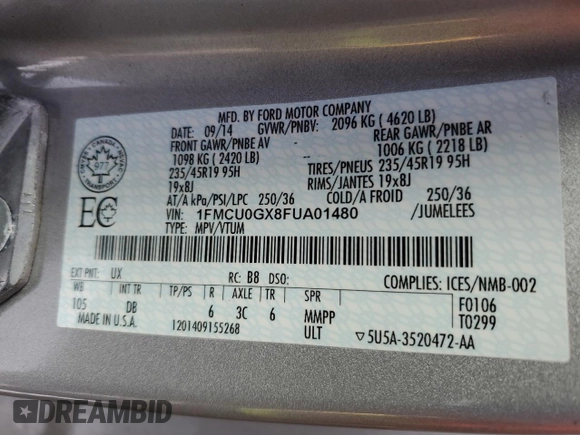 MFD. BY FORD MOTOR COMPANY
DATE: 09/14 GVWR/PNBV: 2096 KG ( 4620 LB)
FRONT GAWR/PNBE AV REAR GAWR/PNBE AR
1098 KG ( 2420 LB) 1006 KG ( 2218 LB)
235/45R19 95H TIRES/PNEUS 235/45R19 95H
19x8J RIMS/JANTES 19x8J
AT/A kPa/PSI/LPC 250/36 COLD/A FROID 250/36
VIN: 1FMCU0GX8FUA01480 /JUMELEES
TYPE: MPV/VTUM
CANADA
977
TRANSPORT
EC
EXT PNT: UX RC: B8 DSO: COMPLIES: ICES/NMB-002
WB INT TR TP/PS R AXLE TR SPR F0106
105 DB 6 3C 6 MMPP T0299
MADE IN U.S.A. 1201409155268 ULT ▽5U5A-3520472-AA
DREAMBID